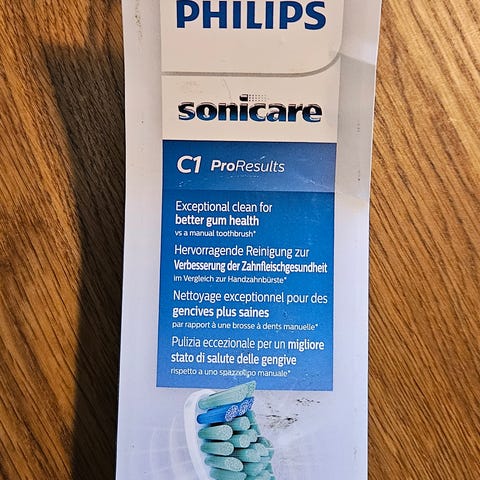 PHILIPS
sonicare
C1 ProResults
Exceptional clean for
better gum health
vs a manual toothbrush*
Hervorragende Reinigung zur
Verbesserung der Zahnfleischgesundheit
im Vergleich zur Handzahnbürste*
Nettoyage exceptionnel pour des
gencives plus saines
par rapport à une brosse à dents manuelle*
Pulizia eccezionale per un migliore
stato di salute delle gengive
rispetto a uno spazzolino manuale*